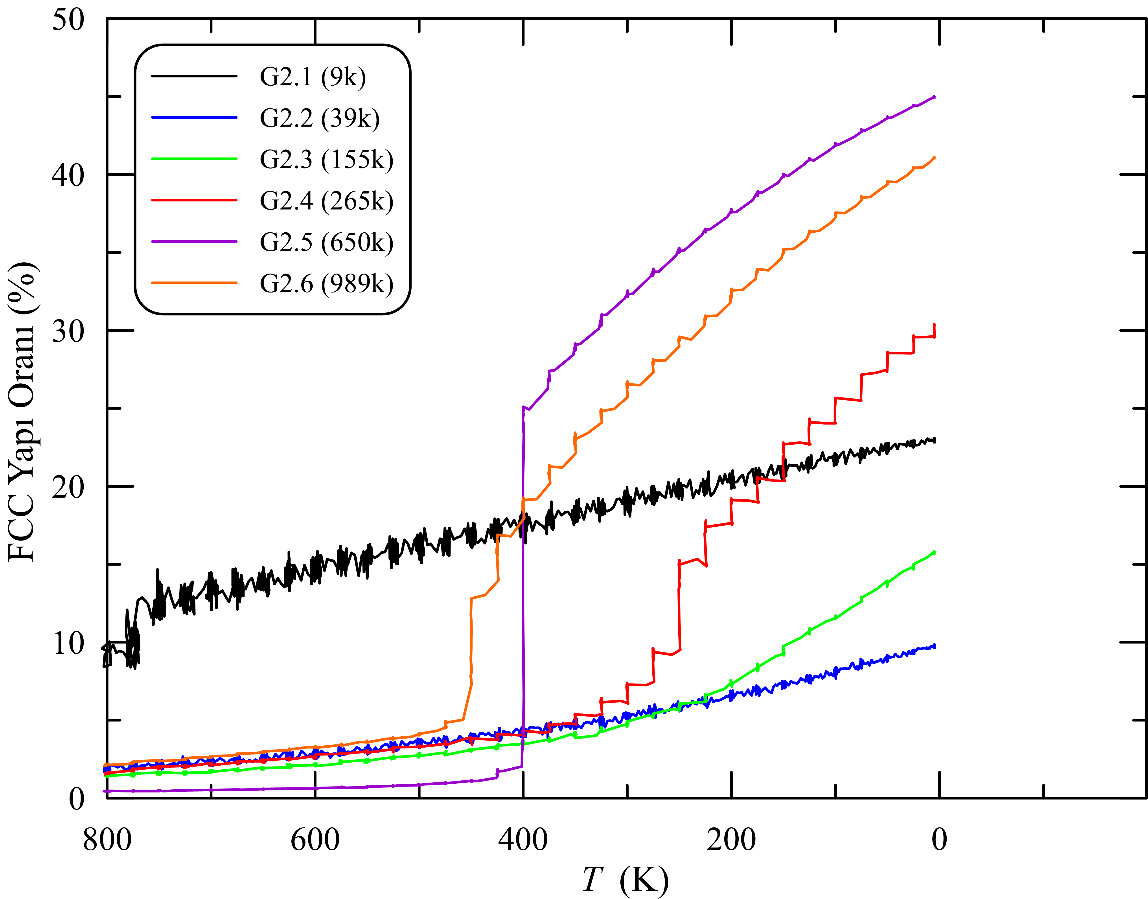 50
40
30
20
10
0
FCC Yapı Oranı (%)
G2.1 (9k)
G2.2 (39k)
G2.3 (155k)
G2.4 (265k)
G2.5 (650k)
G2.6 (989k)
800
600
400
200
0
T (K)